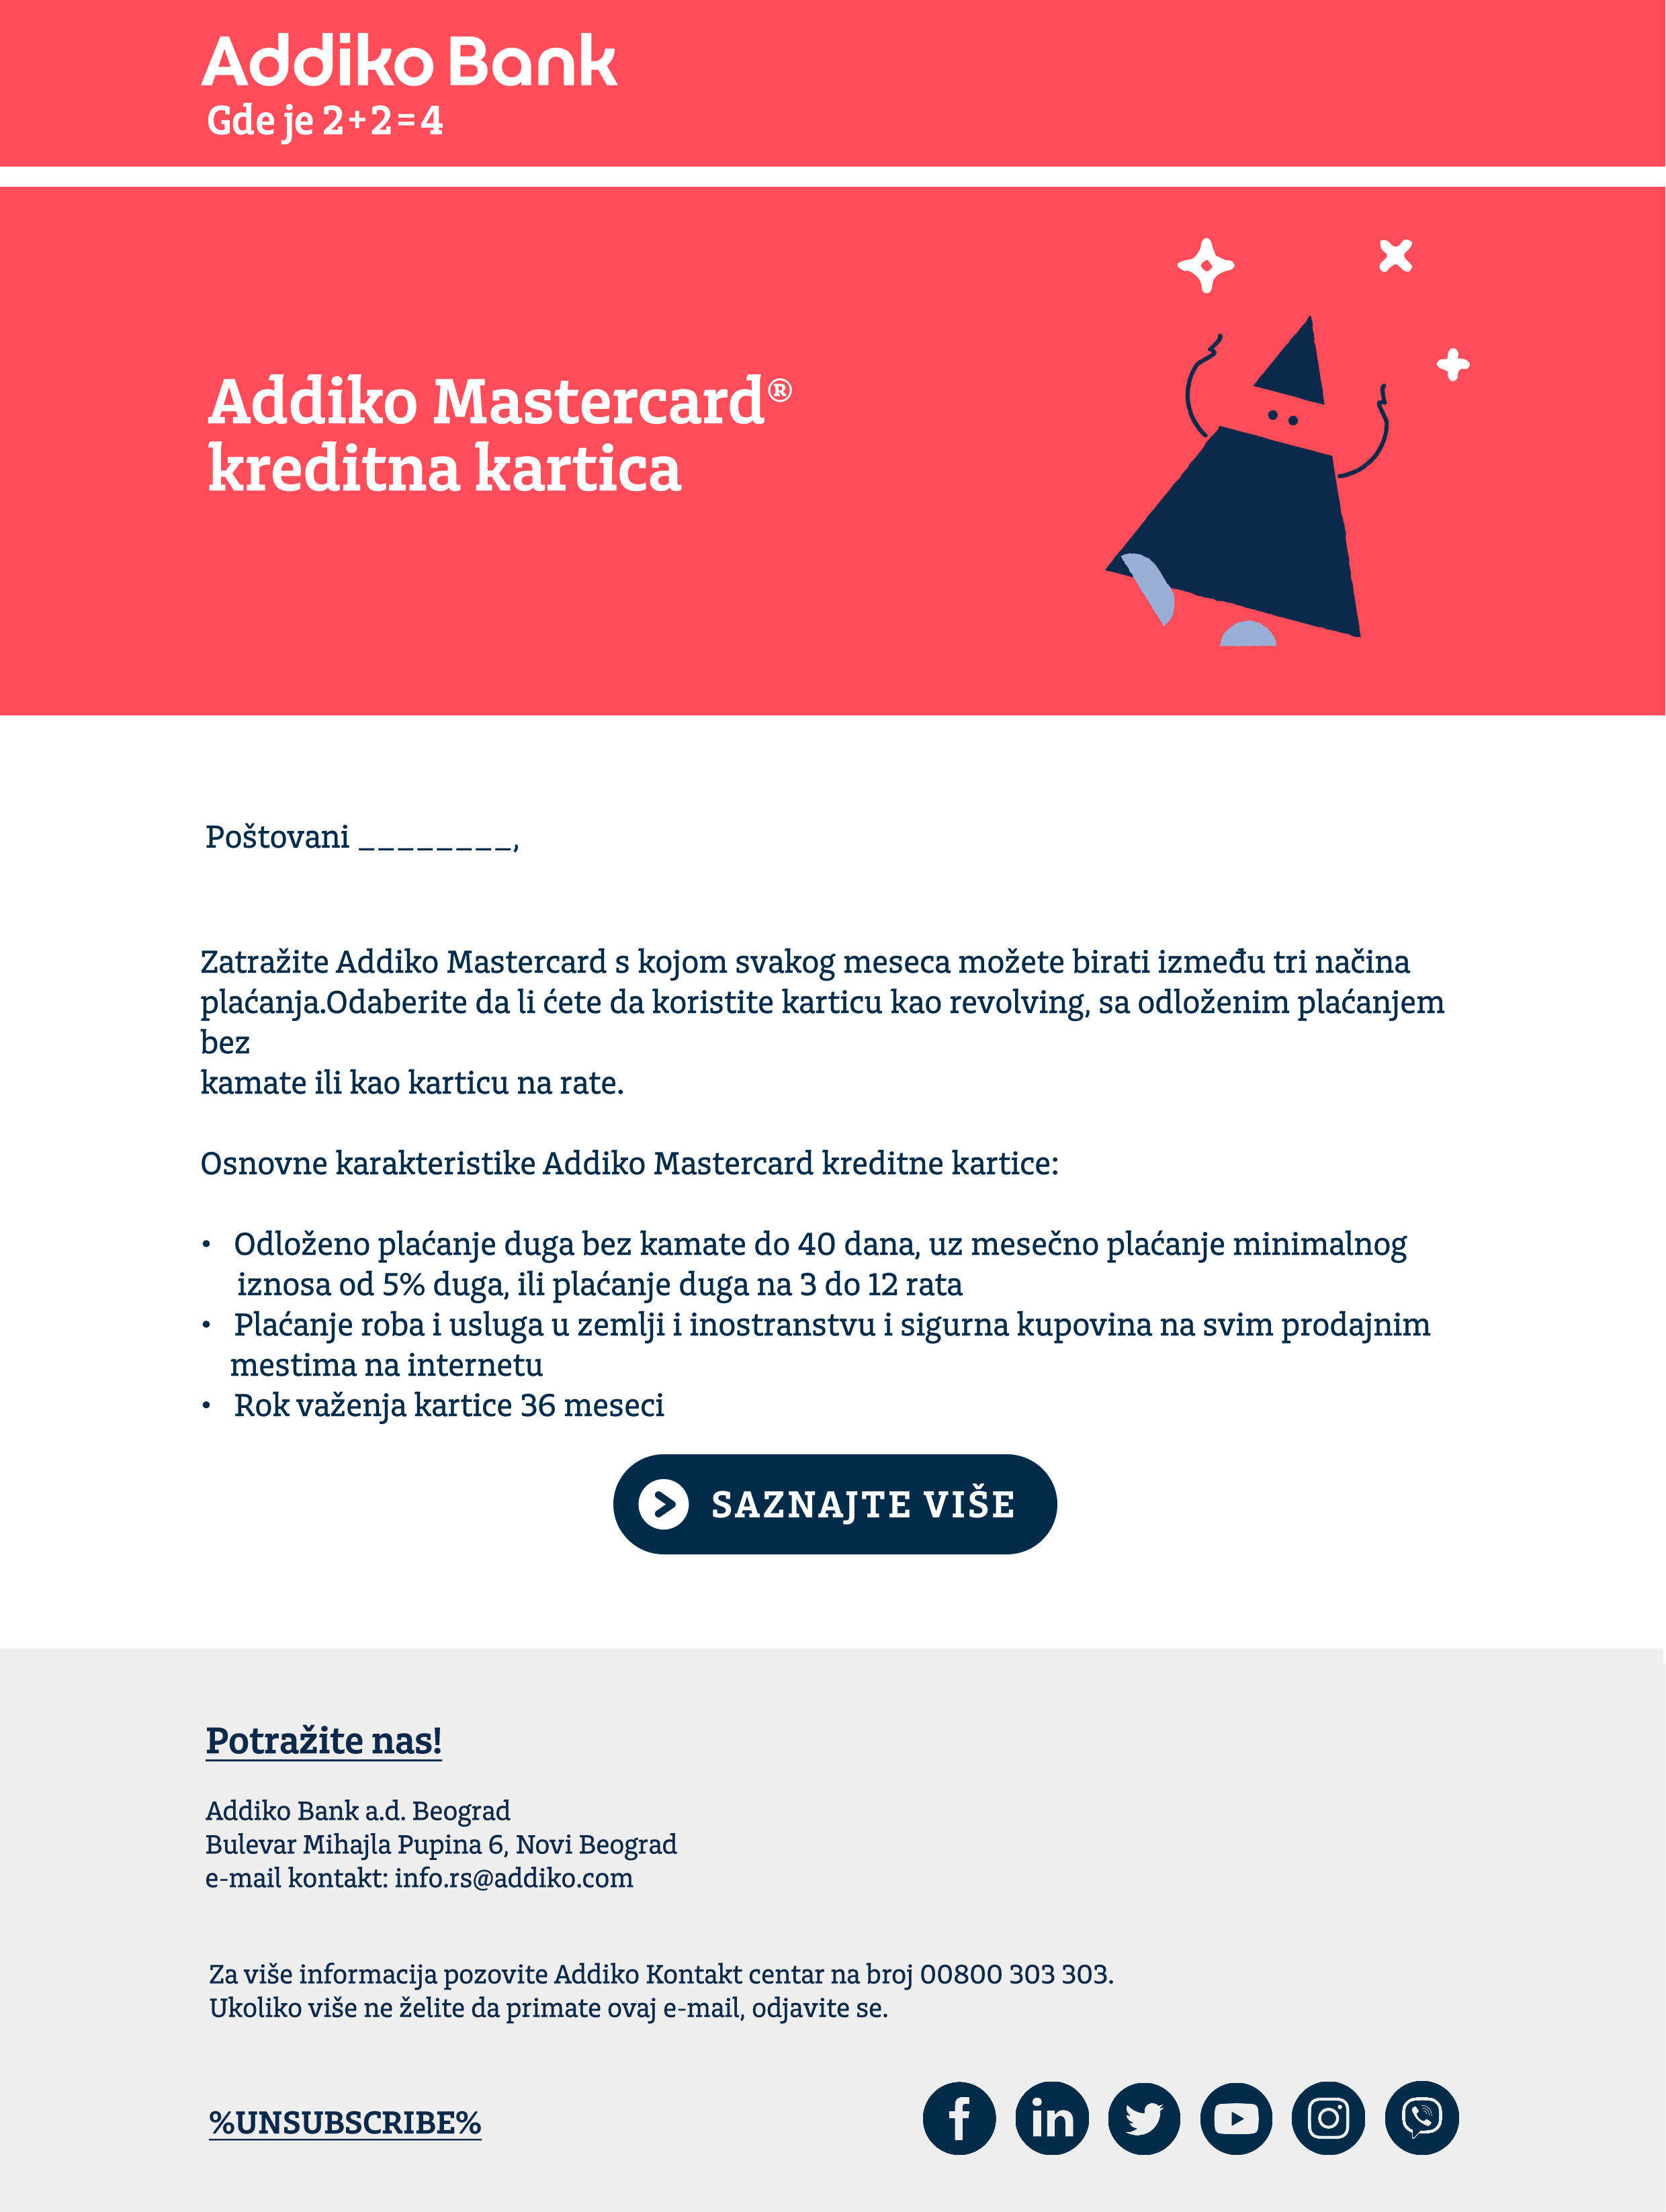 Addiko Bank
Gde je 2+2=4
Addiko Mastercard®
kreditna kartica
Poštovani ________,
Zatražite Addiko Mastercard s kojom svakog meseca možete birati između tri načina
plaćanja.Odaberite da li ćete da koristite karticu kao revolving, sa odloženim plaćanjem
bez
kamate ili kao karticu na rate.
Osnovne karakteristike Addiko Mastercard kreditne kartice:
• Odloženo plaćanje duga bez kamate do 40 dana, uz mesečno plaćanje minimalnog
iznosa od 5% duga, ili plaćanje duga na 3 do 12 rata
• Plaćanje roba i usluga u zemlji i inostranstvu i sigurna kupovina na svim prodajnim
mestima na internetu
• Rok važenja kartice 36 meseci
SAZNAJTE VIŠE
Potražite nas!
Addiko Bank a.d. Beograd
Bulevar Mihajla Pupina 6, Novi Beograd
e-mail kontakt: info.rs@addiko.com
Za više informacija pozovite Addiko Kontakt centar na broj 00800 303 303.
Ukoliko više ne želite da primate ovaj e-mail, odjavite se.
%UNSUBSCRIBE%